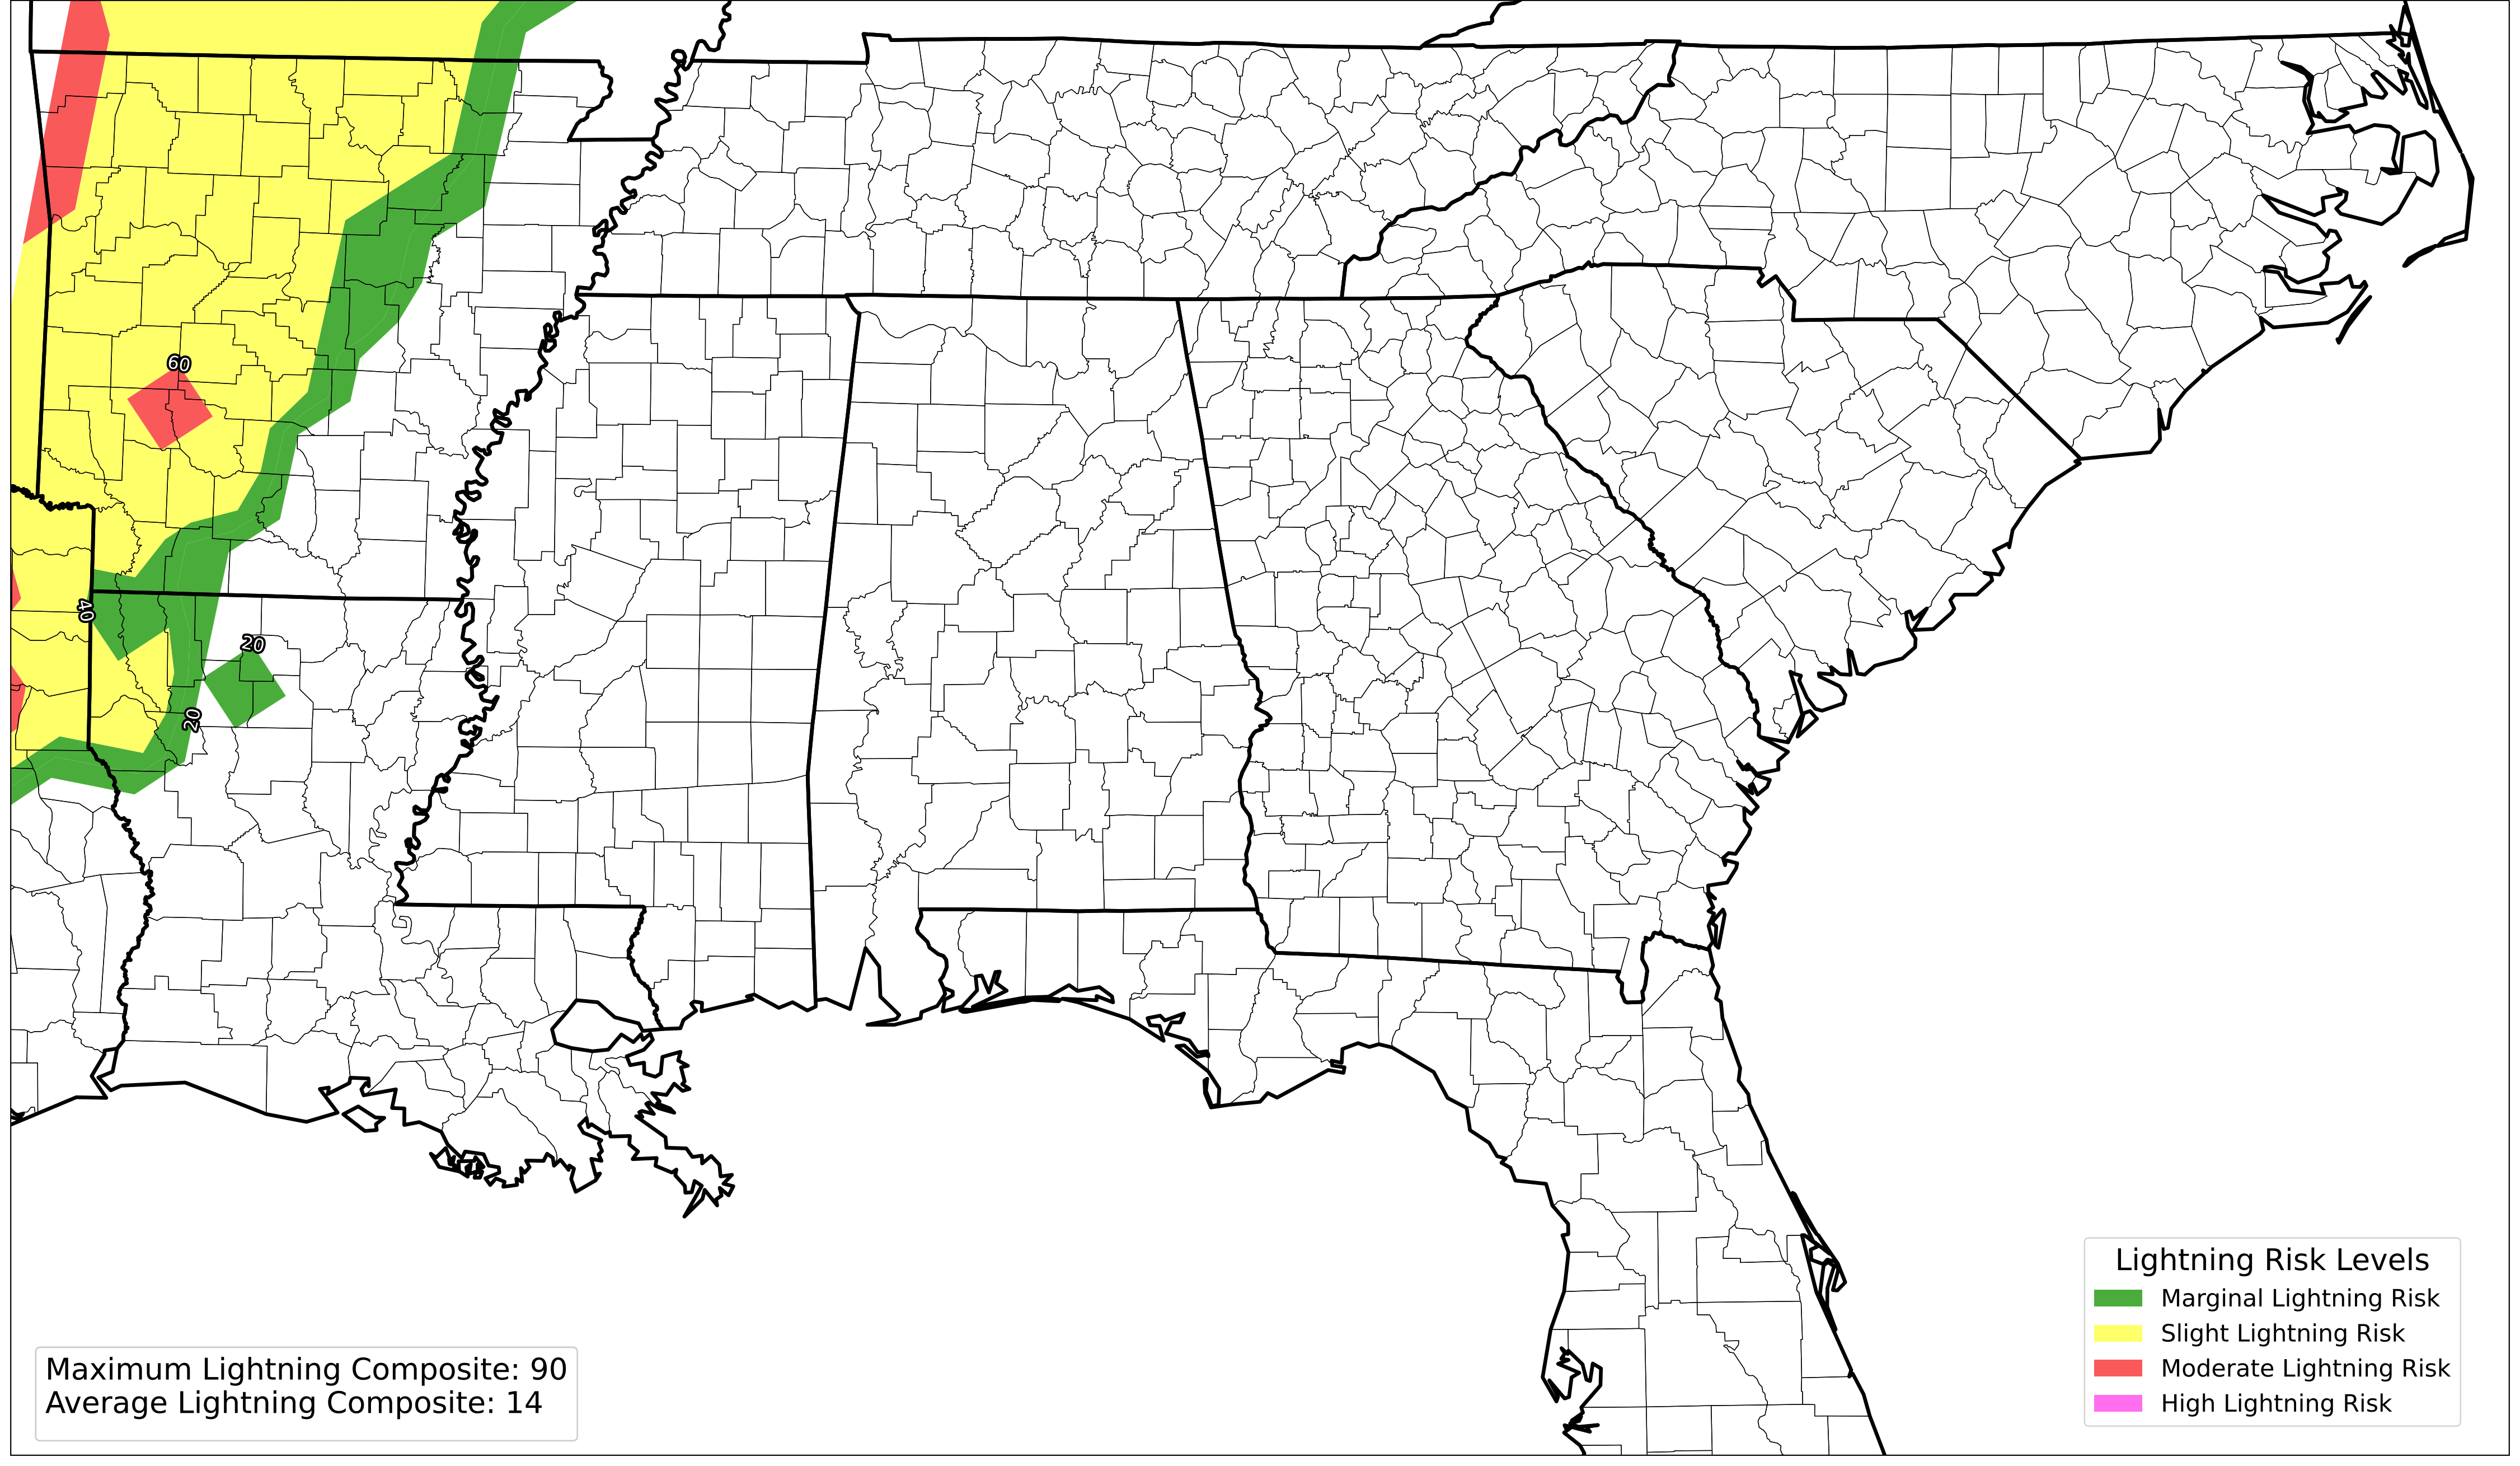 60
40
20
20
Lightning Risk Levels
Marginal Lightning Risk
Slight Lightning Risk
Moderate Lightning Risk
High Lightning Risk
Maximum Lightning Composite: 90
Average Lightning Composite: 14